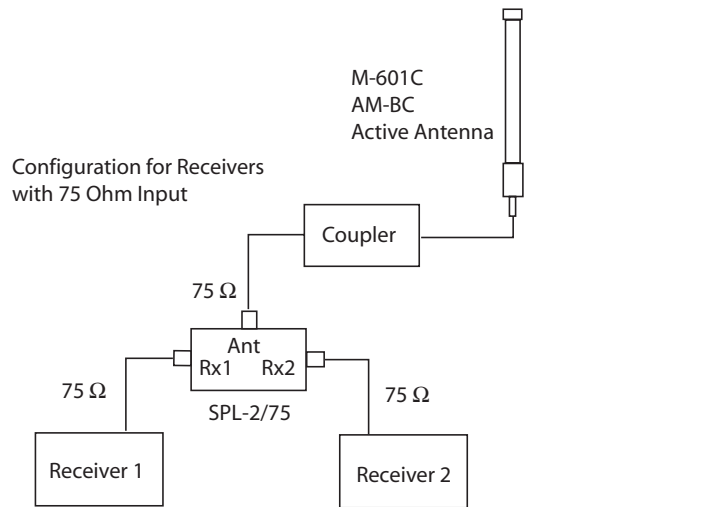 M-601C
AM-BC
Active Antenna
Configuration for Receivers
with 75 Ohm Input
Coupler
75 Ω
Ant
Rx1 Rx2
75 Ω
75 Ω
SPL-2/75
Receiver 1
Receiver 2